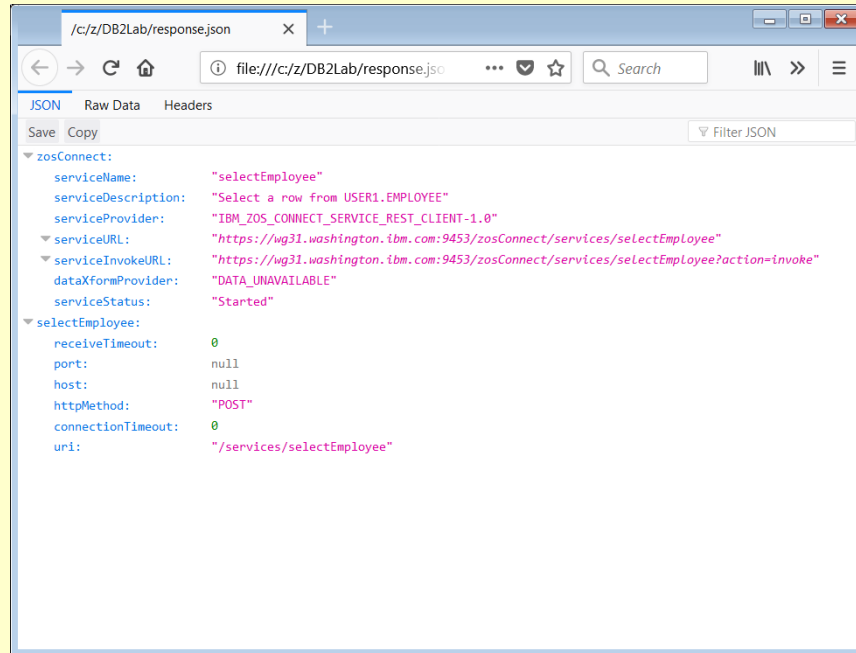 /c:/z/DB2Lab/response.json
file:///c:/z/DB2Lab/response.jso
Search
JSON Raw Data Headers
Save Copy
Filter JSON
zosConnect:
serviceName: "selectEmployee"
serviceDescription: "Select a row from USER1.EMPLOYEE"
serviceProvider: "IBM_ZOS_CONNECT_SERVICE_REST_CLIENT-1.0"
serviceURL: "https://wg31.washington.ibm.com:9453/zosConnect/services/selectEmployee"
serviceInvokeURL: "https://wg31.washington.ibm.com:9453/zosConnect/services/selectEmployee?action=invoke"
dataXformProvider: "DATA_UNAVAILABLE"
serviceStatus: "Started"
selectEmployee:
receiveTimeout: 0
port: null
host: null
httpMethod: "POST"
connectionTimeout: 0
uri: "/services/selectEmployee"